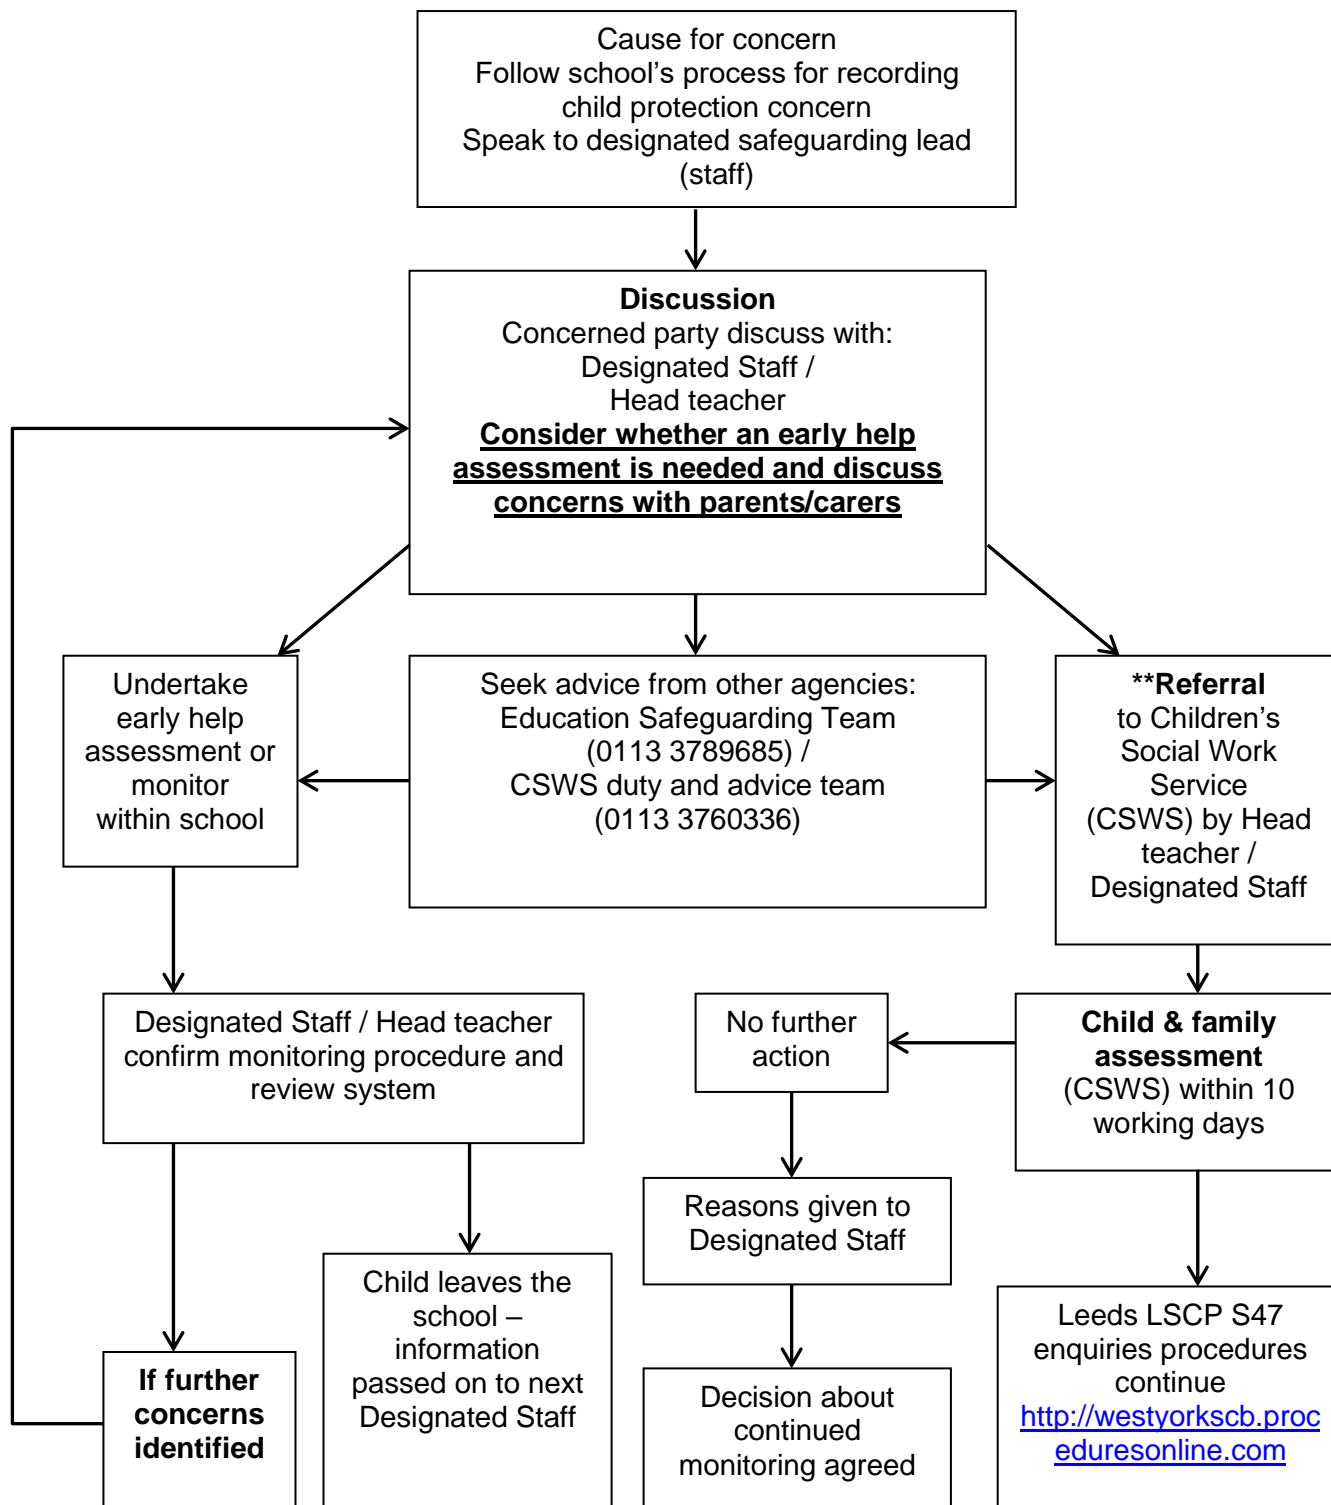 Cause for concern
Follow school's process for recording
child protection concern
Speak to designated safeguarding lead
(staff)
Discussion
Concerned party discuss with:
Designated Staff /
Head teacher
Consider whether an early help
assessment is needed and discuss
concerns with parents/carers
Undertake
early help
assessment or
monitor
within school
Seek advice from other agencies:
Education Safeguarding Team
(0113 3789685) /
CSWS duty and advice team
(0113 3760336)
**Referral
to Children's
Social Work
Service
(CSWS) by Head
teacher /
Designated Staff
Designated Staff / Head teacher
confirm monitoring procedure and
review system
No further
action
Child & family
assessment
(CSWS) within 10
working days
Reasons given to
Designated Staff
Child leaves the
school –
information
passed on to next
Designated Staff
Leeds LSCP S47
enquiries procedures
continue
http://westyorkscb.proc
eduresonline.com
If further
concerns
identified
Decision about
continued
monitoring agreed